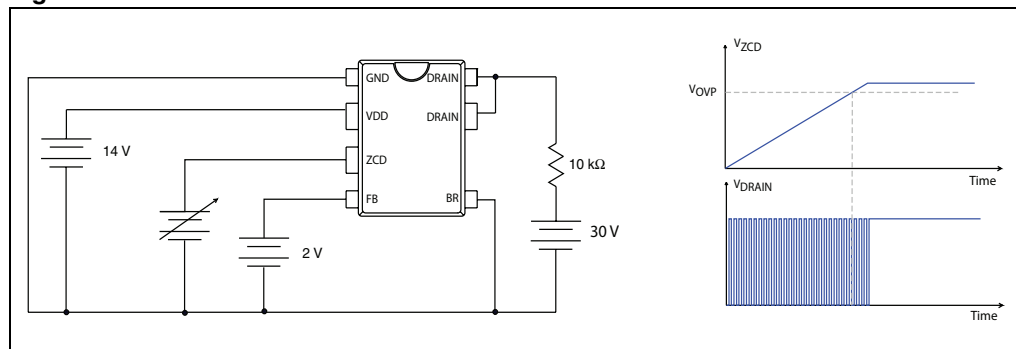 GND
DRAIN
VDD
DRAIN
ZCD
FB
BR
14 V
2 V
10 kΩ
30 V
VZCD
VOVP
Time
VDRAIN
Time